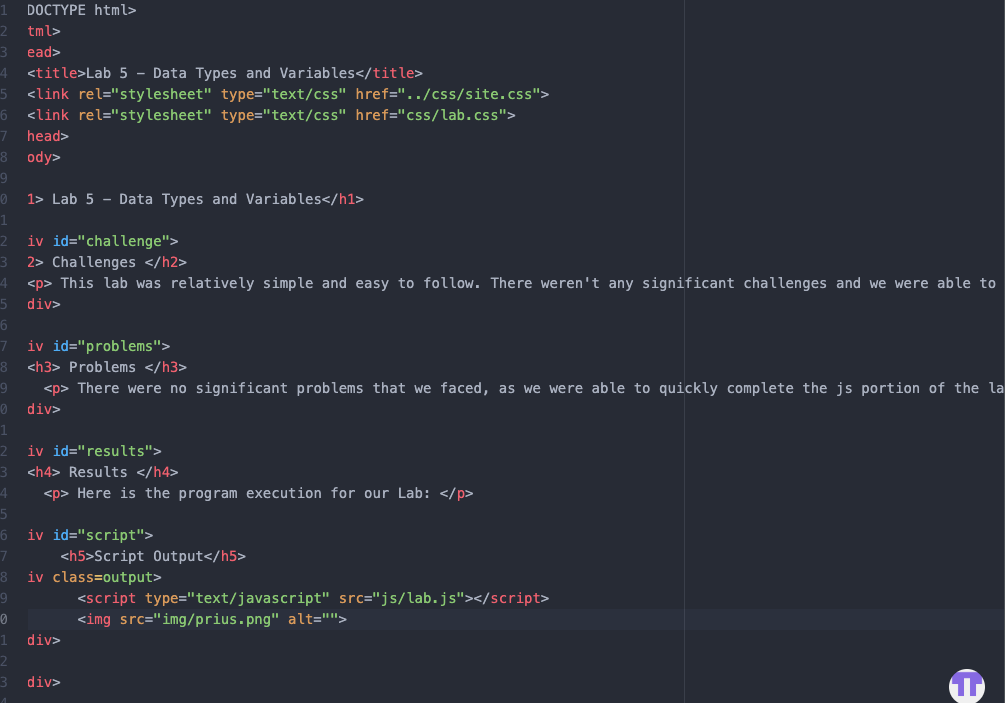 1 DOCTYPE html>
2 tml>
3 ead>
4 <title>Lab 5 - Data Types and Variables</title>
5 <link rel="stylesheet" type="text/css" href="../css/site.css">
6 <link rel="stylesheet" type="text/css" href="css/lab.css">
7 head>
8 ody>
9
0 1> Lab 5 - Data Types and Variables</h1>
1
2 iv id="challenge">
3 2> Challenges </h2>
4 <p> This lab was relatively simple and easy to follow. There weren't any significant challenges and we were able to
5 div>
6
7 iv id="problems">
8 <h3> Problems </h3>
9 <p> There were no significant problems that we faced, as we were able to quickly complete the js portion of the la
0 div>
1
2 iv id="results">
3 <h4> Results </h4>
4 <p> Here is the program execution for our Lab: </p>
5
6 iv id="script">
7 <h5>Script Output</h5>
8 iv class=output>
9 <script type="text/javascript" src="js/lab.js"></script>
0 <img src="img/prius.png" alt="">
1 div>
2
3 div>
4